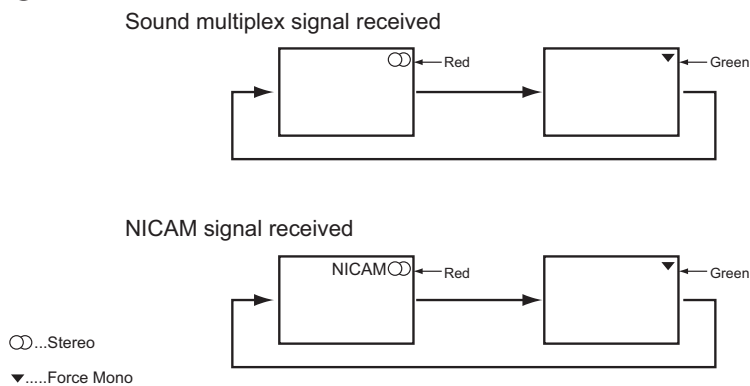 Sound multiplex signal received
Red
Green
NICAM signal received
NICAM
Red
Green
...Stereo
.....Force Mono